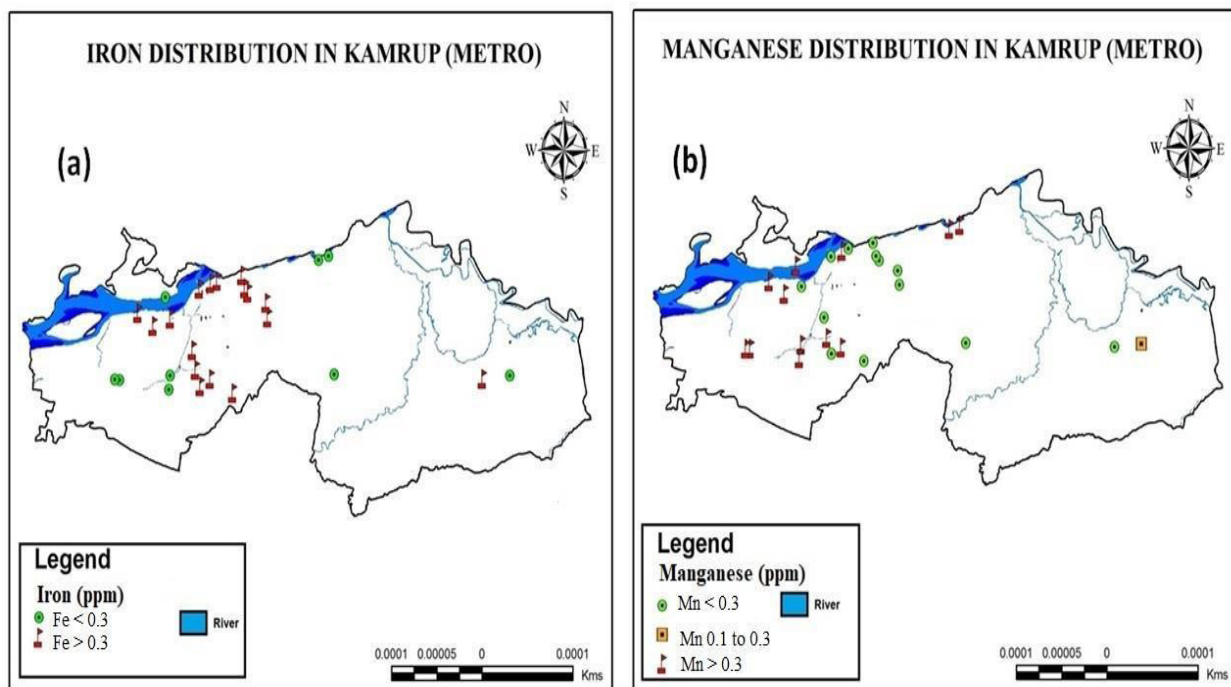 IRON DISTRIBUTION IN KAMRUP (METRO)
N
W E
S
(a)
Legend
Iron (ppm)
Fe < 0.3
Fe > 0.3
River
0.0001 0.00005 0 0.0001
Kms
MANGANESE DISTRIBUTION IN KAMRUP (METRO)
N
W E
S
(b)
Legend
Manganese (ppm)
Mn < 0.3
Mn 0.1 to 0.3
Mn > 0.3
River
0.0001 0.00005 0 0.0001
Kms